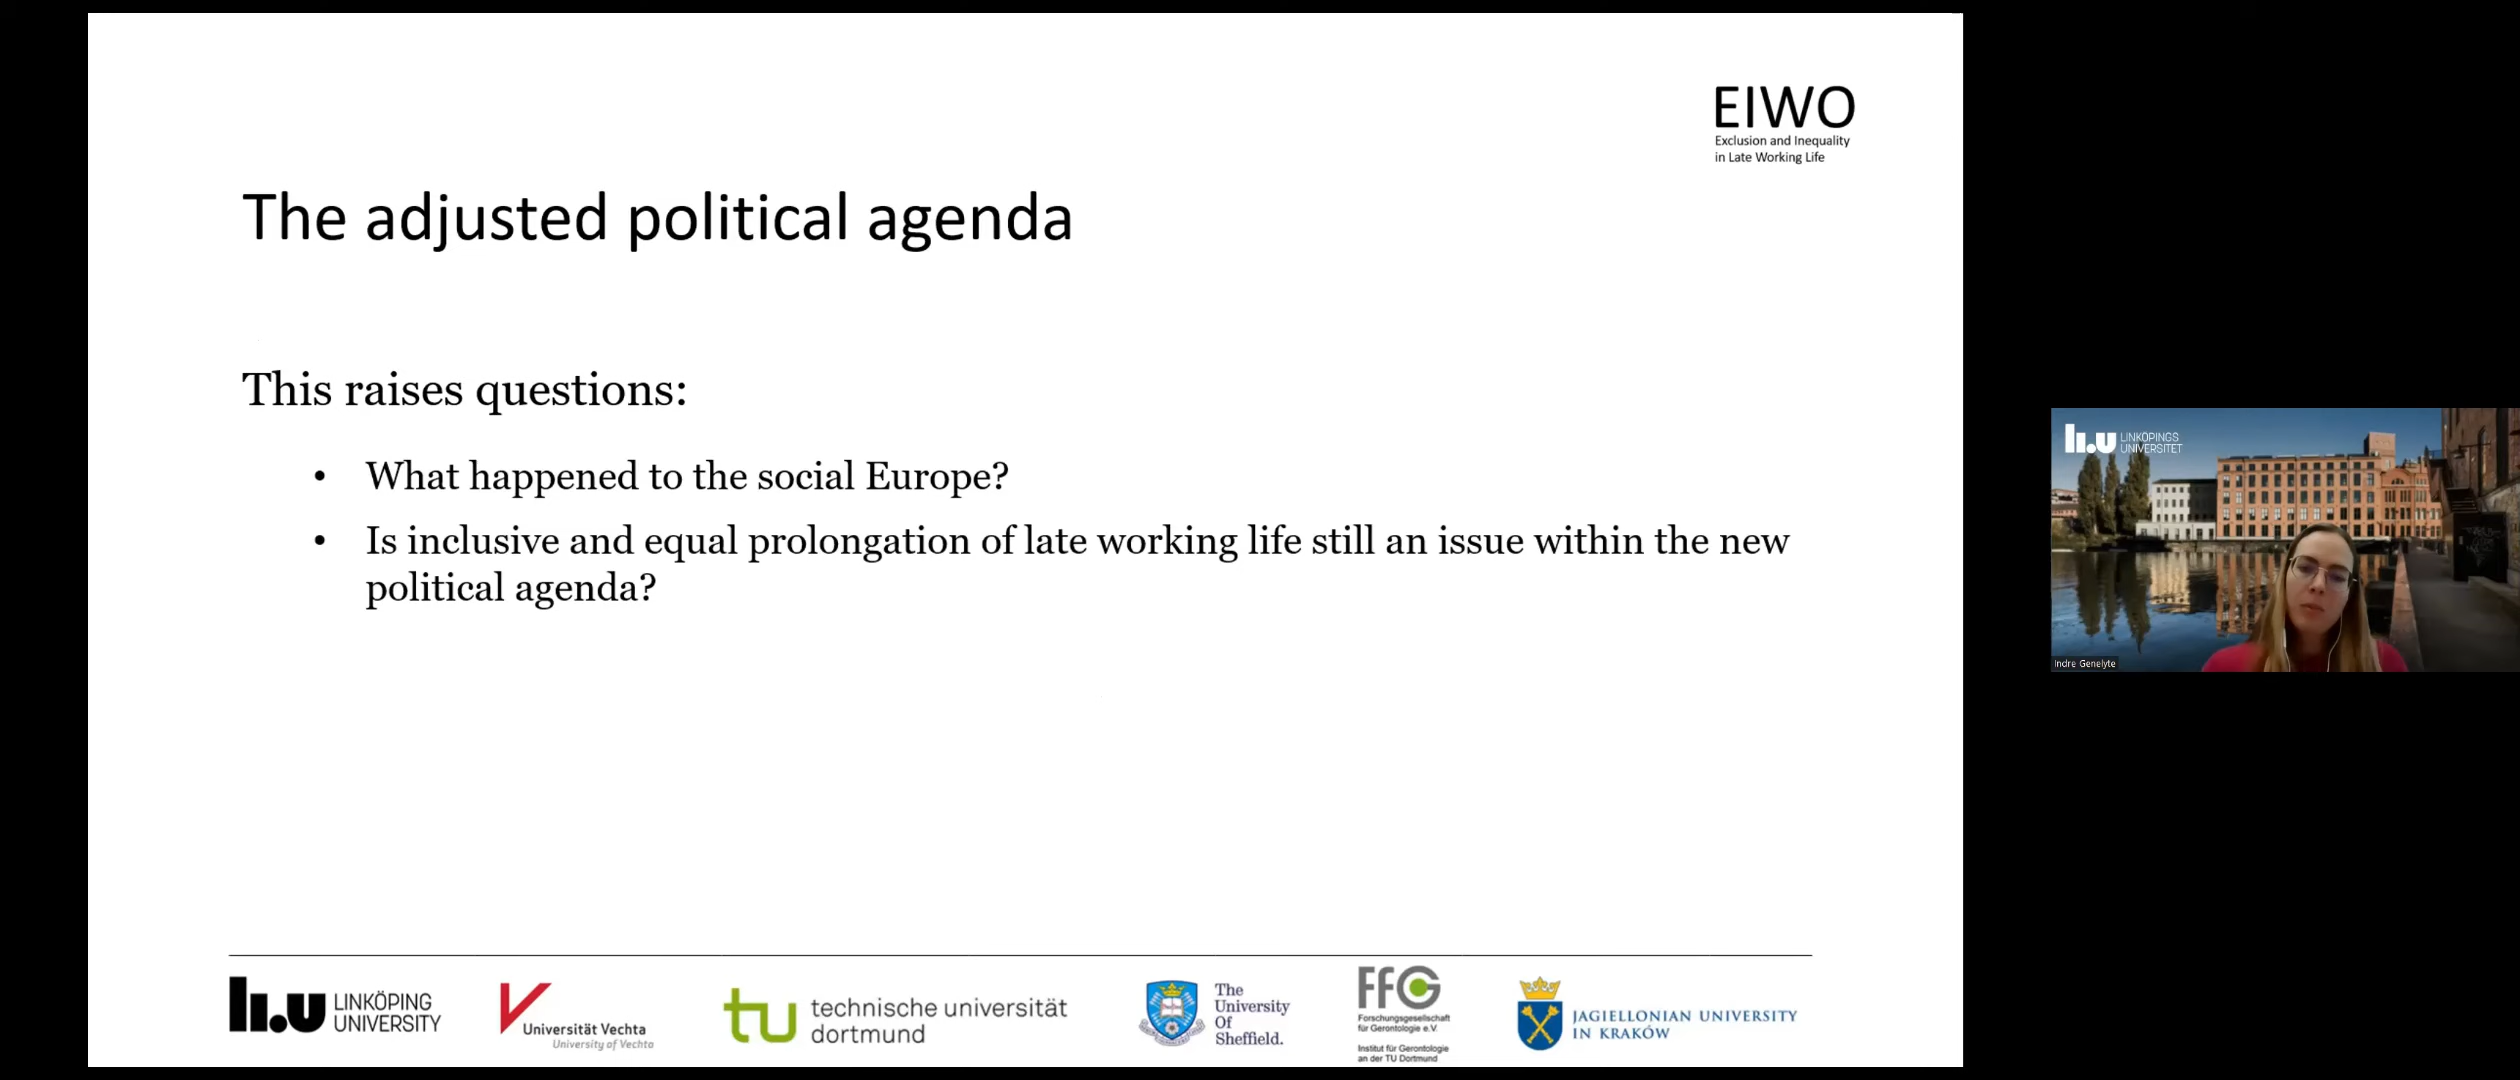 EIWO
Exclusion and Inequality
in Late Working Life
The adjusted political agenda
This raises questions:
• What happened to the social Europe?
• Is inclusive and equal prolongation of late working life still an issue within the new
political agenda?
li.u LINKÖPING
UNIVERSITY
Universität Vechta
University of Vechta
tu technische universität
dortmund
The
University
Of
Sheffield.
FfG
Forschungsgesellschaft
für Gerontologie e.V.
Institut für Gerontologie
an der TU Dortmund
JAGIELLONIAN UNIVERSITY
IN KRAKÓW
li.u LINKÖPINGS
UNIVERSITET
Indre Genelyte